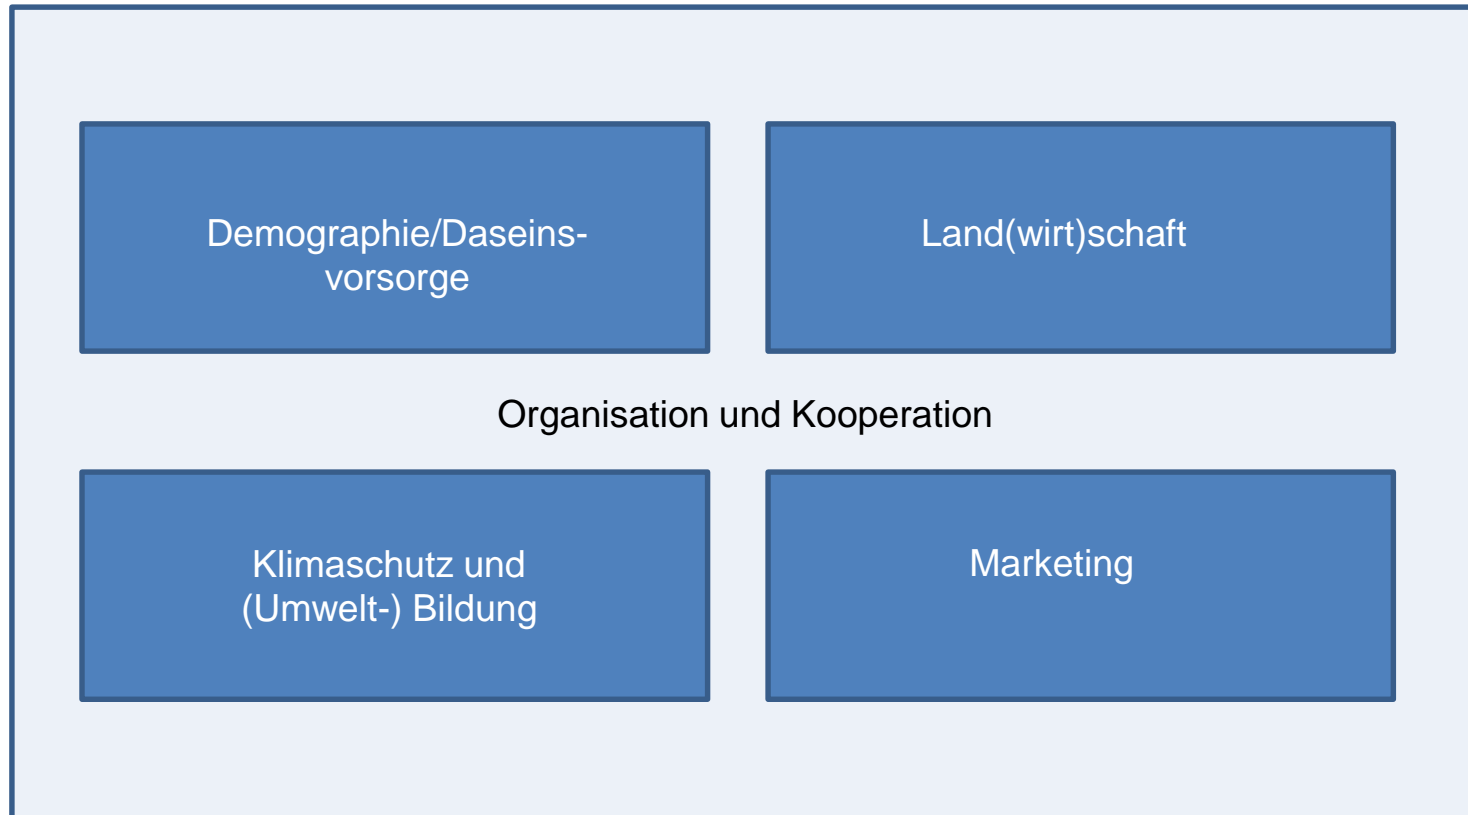 Demographie/Daseins-
vorsorge
Land(wirt)schaft
Organisation und Kooperation
Klimaschutz und
(Umwelt-) Bildung
Marketing